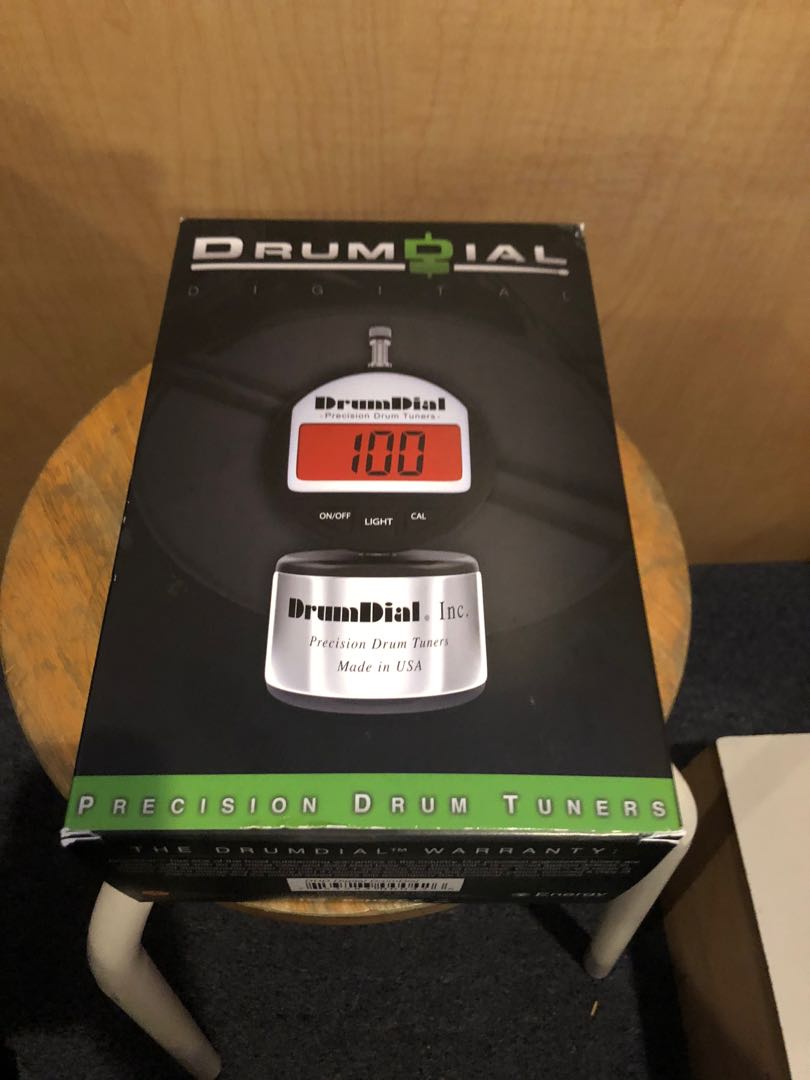 DRUMDIAL
DIGITAL
DrumDial
-Precision Drum Tuners-
100
ON/OFF LIGHT CAL
DrumDial® Inc.
Precision Drum Tuners
Made in USA
PRECISION DRUM TUNERS
THE DRUMDIAL™ WARRANTY:
Energy